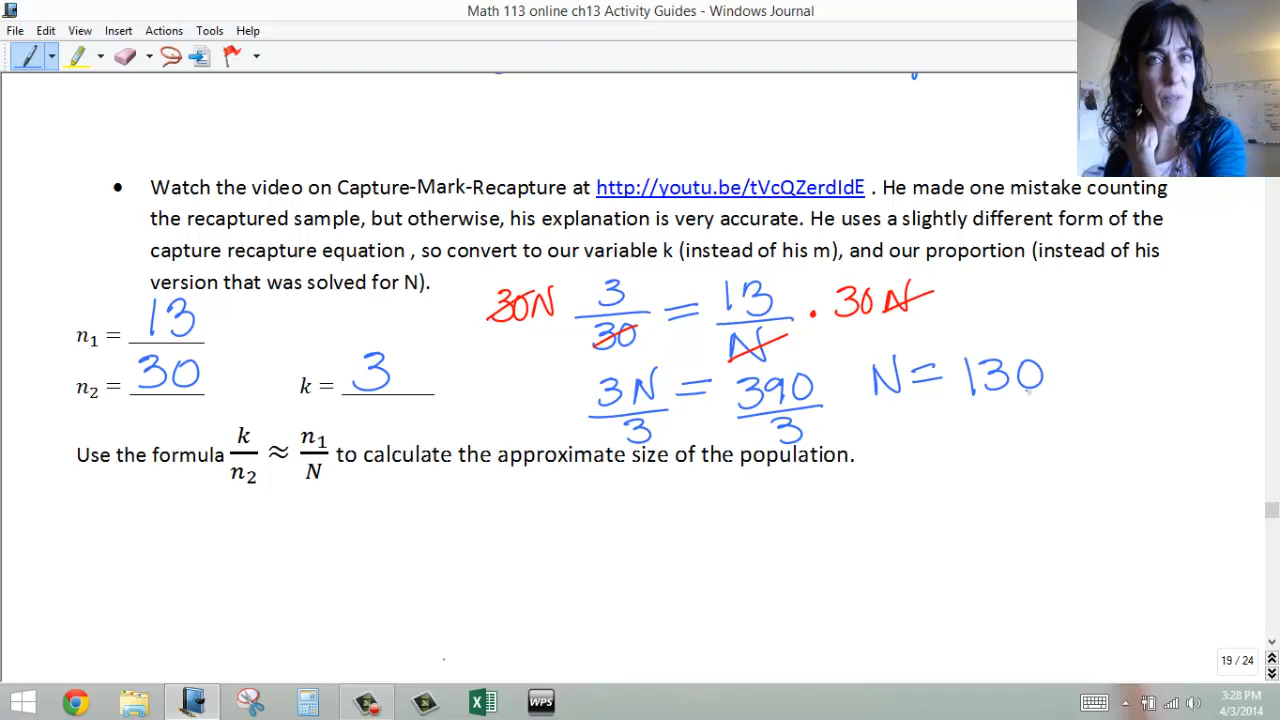 Math 113 online ch13 Activity Guides - Windows Journal
File Edit View Insert Actions Tools Help
• Watch the video on Capture-Mark-Recapture at http://youtu.be/tVcQZerdIdE . He made one mistake counting
the recaptured sample, but otherwise, his explanation is very accurate. He uses a slightly different form of the
capture recapture equation , so convert to our variable k (instead of his m), and our proportion (instead of his
version that was solved for N).
30N 3/30 = 13/N · 30N
n₁ = 13
n₂ = 30 k = 3
3N/3 = 390/3 N = 130
Use the formula k/n₂ ≈ n₁/N to calculate the approximate size of the population.
19 / 24
WPS
3:28 PM
4/3/2014